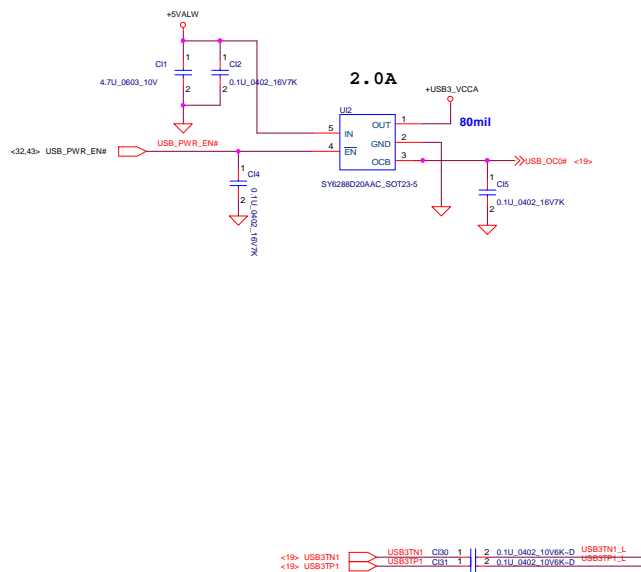 +5VALW
1
1
CI1
CI2
4.7U_0603_10V
2
2
0.1U_0402_16V7K
2.0A
+USB3_VCCA
UI2
OUT
1
80mil
5
IN
GND
2
4
EN
OCB
3
<32,43> USB_PWR_EN#
USB_PWR_EN#
USB_OC0# <19>
SY6288D20AAC_SOT23-5
1
CI4
2
0.1U_0402_16V7K
1
CI5
2
0.1U_0402_16V7K
<19> USB3TN1
USB3TN1
CI30
1
2
0.1U_0402_10V6K~D
USB3TN1_L
<19> USB3TP1
USB3TP1
CI31
1
2
0.1U_0402_10V6K~D
USB3TP1_L